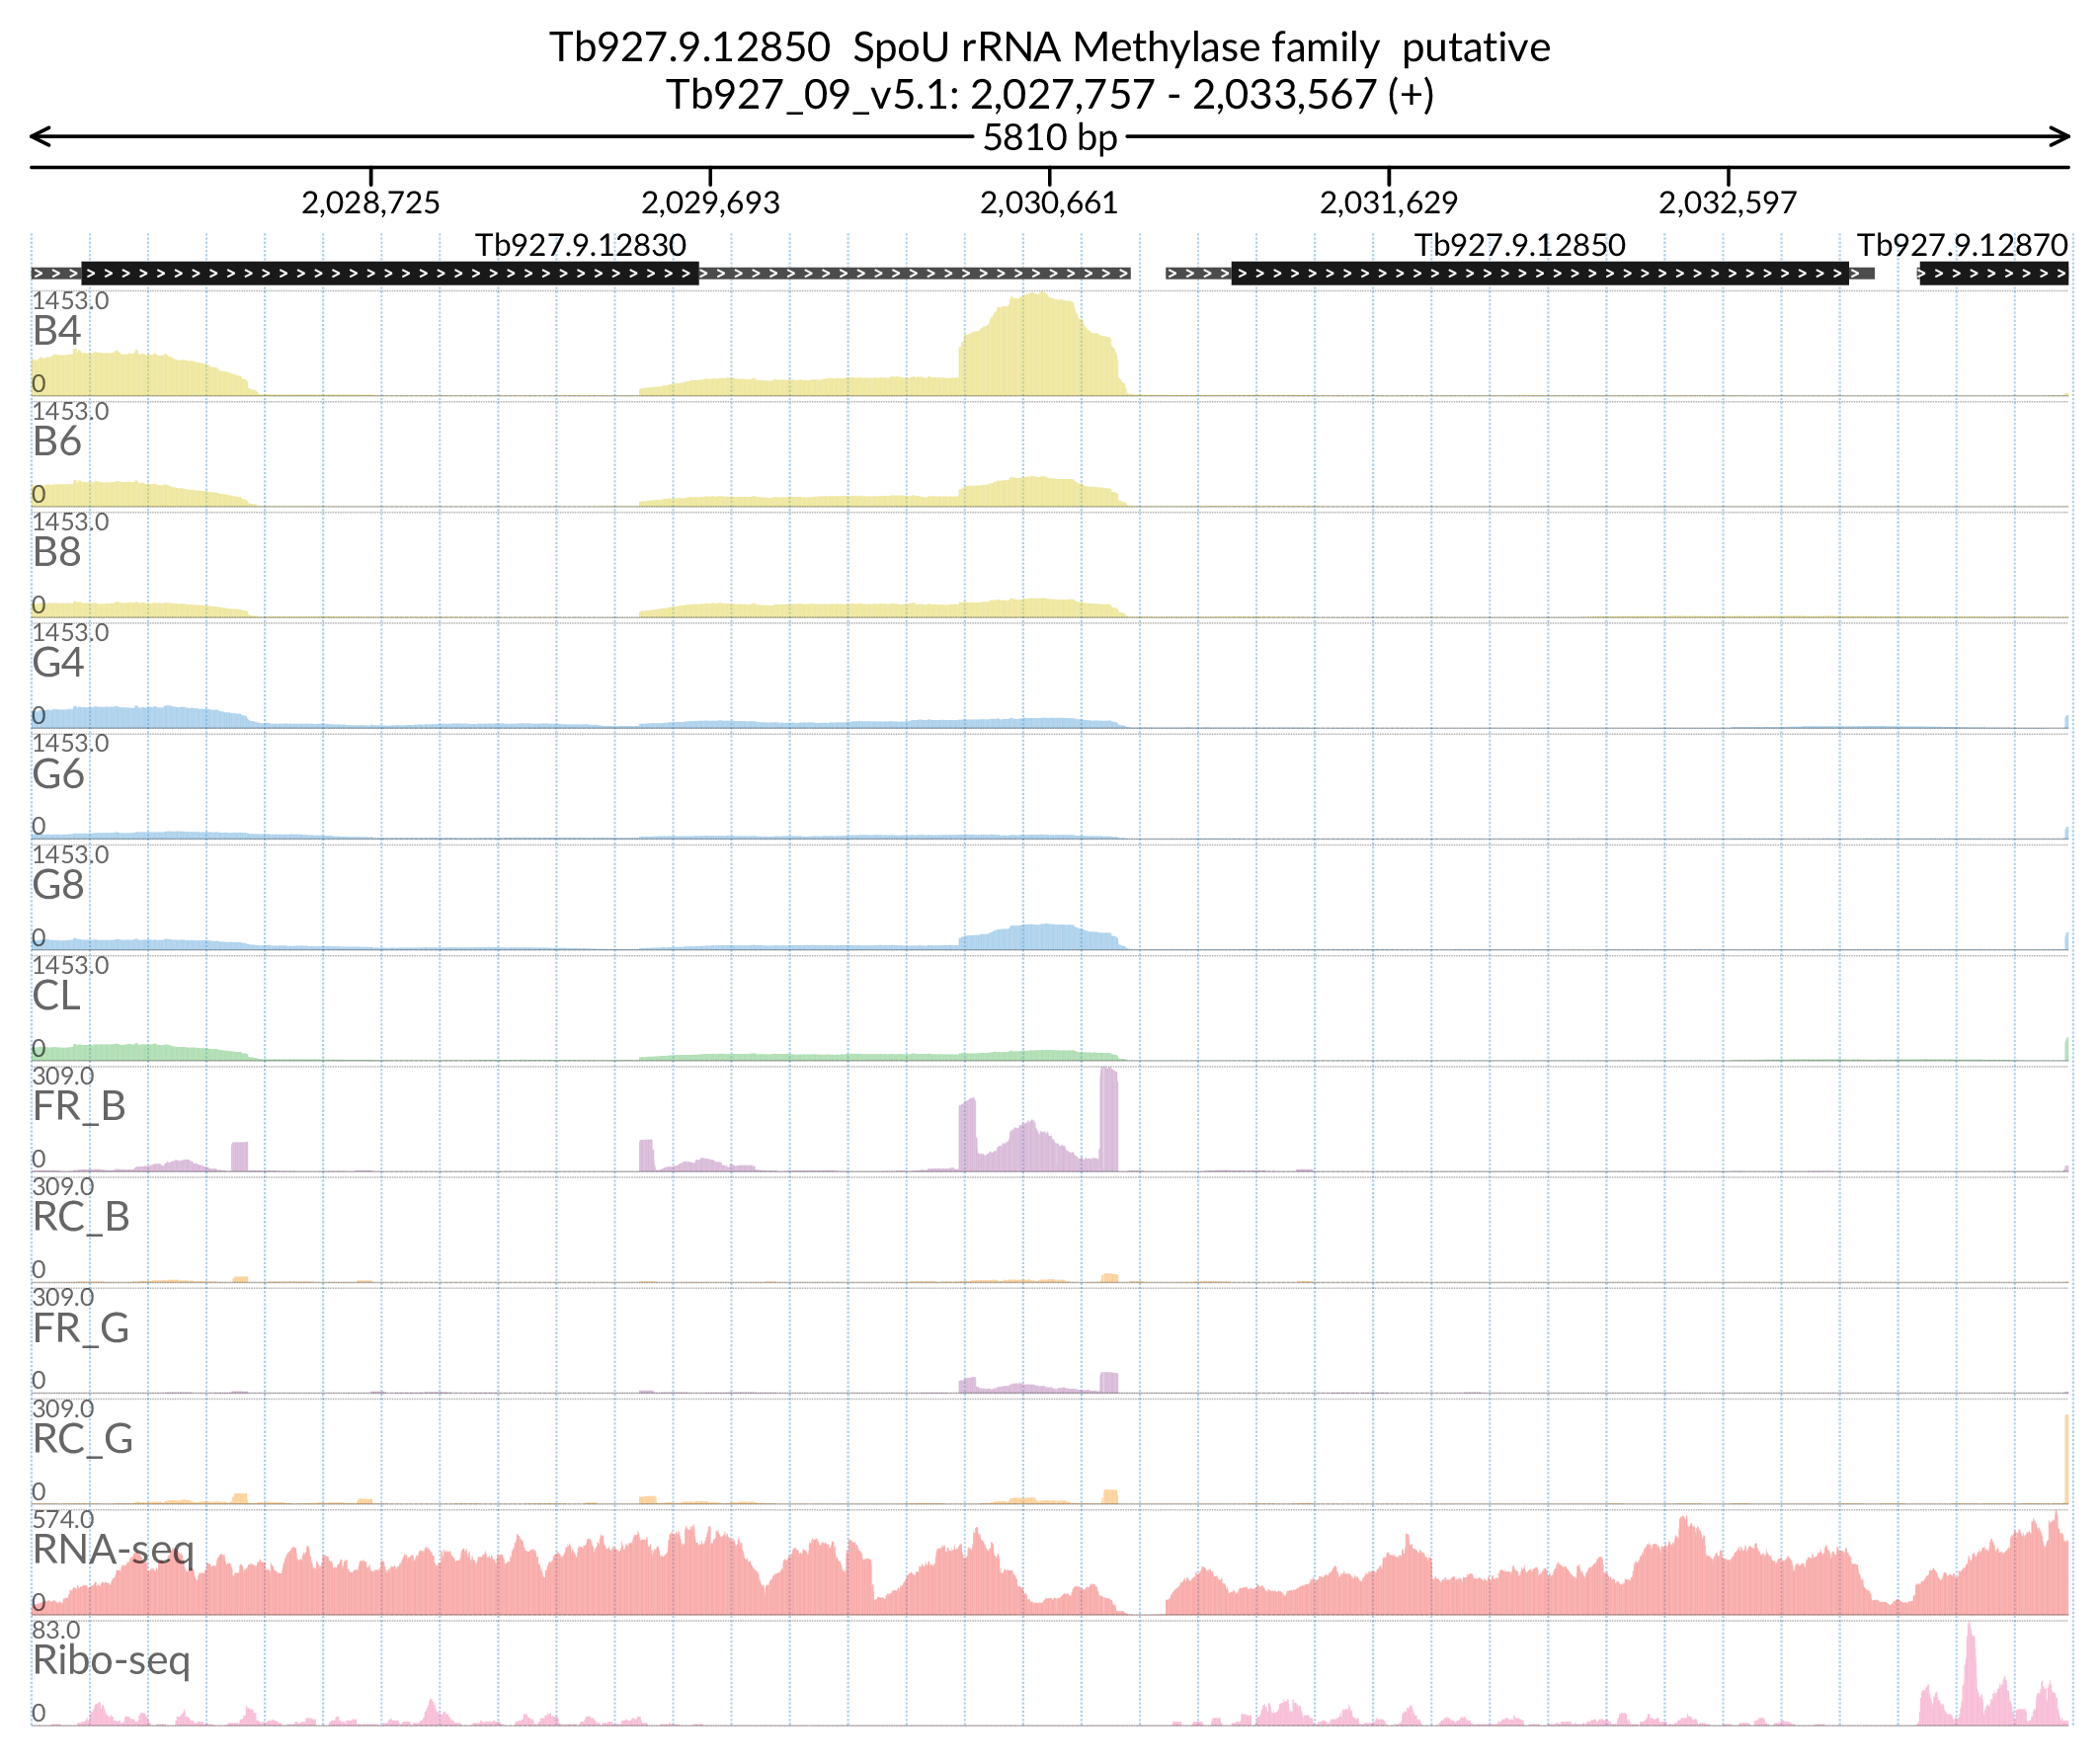 Tb927.9.12850  SpoU rRNA Methylase family  putative
Tb927_09_v5.1: 2,027,757 - 2,033,567 (+)
5810 bp
2,028,725 2,029,693 2,030,661 2,031,629 2,032,597
Tb927.9.12830 Tb927.9.12850 Tb927.9.12870
1453.0
B4
0
1453.0
B6
0
1453.0
B8
0
1453.0
G4
0
1453.0
G6
0
1453.0
G8
0
1453.0
CL
0
309.0
FR_B
0
309.0
RC_B
0
309.0
FR_G
0
309.0
RC_G
0
574.0
RNA-seq
0
83.0
Ribo-seq
0